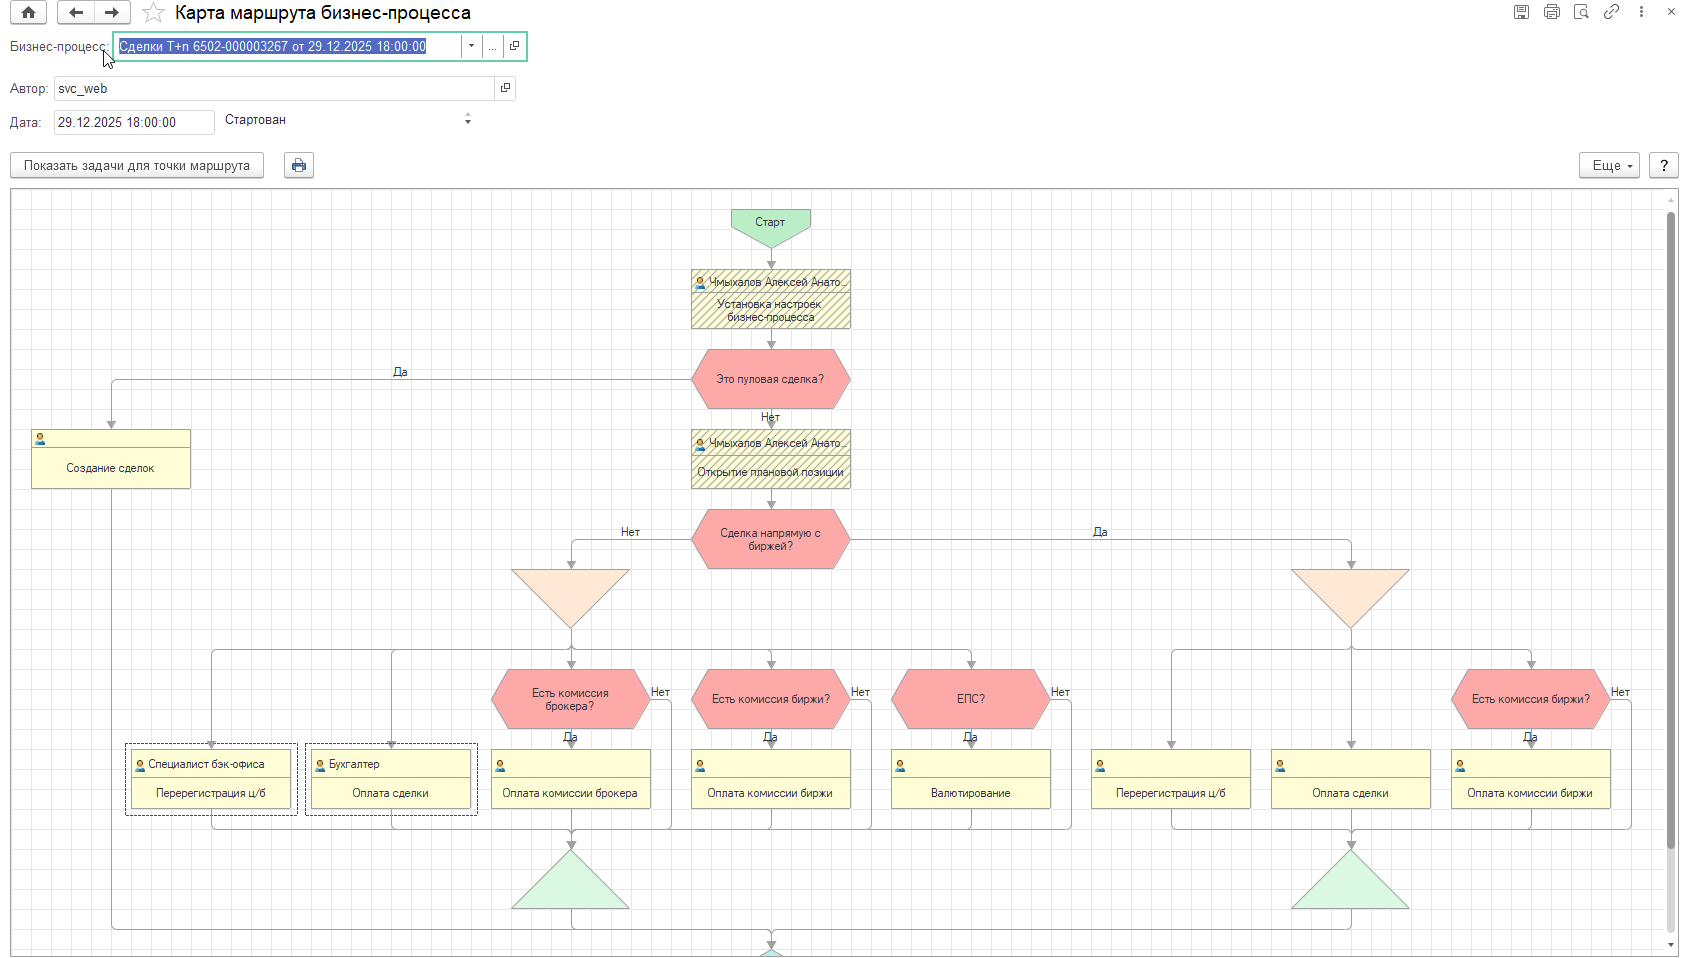 Карта маршрута бизнес-процесса
Бизнес-процесс: Сделки Т+n 6502-000003267 от 29.12.2025 18:00:00
...
Автор: svc_web
Дата: 29.12.2025 18:00:00 Стартован
Показать задачи для точки маршрута
Еще
?
Старт
Чмыхалов Алексей Анато...
Установка настроек
бизнес-процесса
Это пуловая сделка?
Да
Нет
Создание сделок
Чмыхалов Алексей Анато...
Открытие плановой позиции
Сделка напрямую с
биржей?
Нет
Да
Есть комиссия
брокера?
Нет
Да
Есть комиссия биржи?
Нет
Да
ЕПС?
Нет
Да
Есть комиссия биржи?
Нет
Да
Специалист бэк-офиса
Перерегистрация ц/б
Бухгалтер
Оплата сделки
Оплата комиссии брокера
Оплата комиссии биржи
Валютирование
Перерегистрация ц/б
Оплата сделки
Оплата комиссии биржи